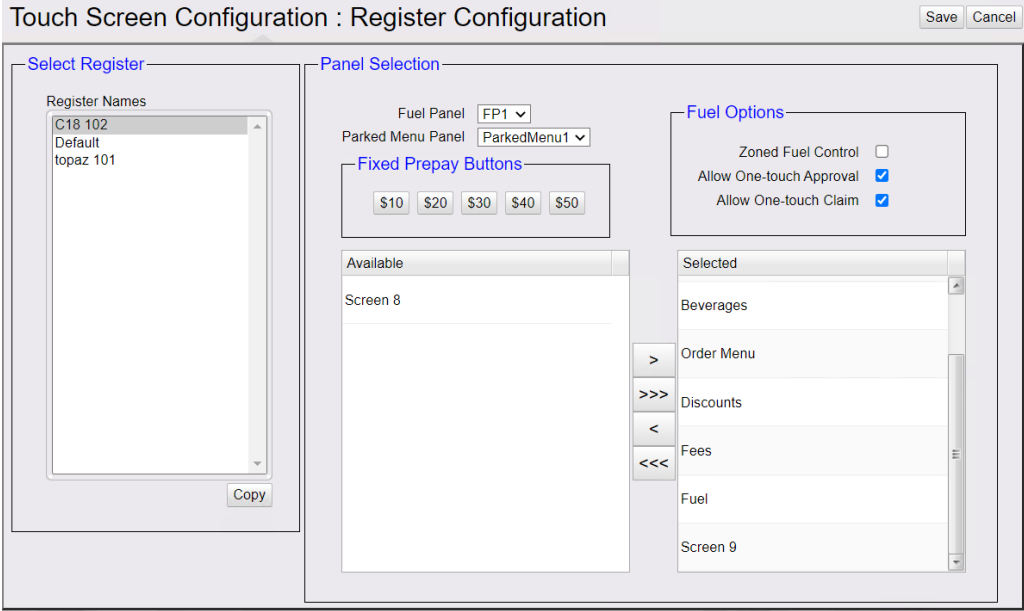 Touch Screen Configuration : Register Configuration
Save Cancel
Select Register
Register Names
C18 102
Default
topaz 101
Copy
Panel Selection
Fuel Panel FP1
Parked Menu Panel ParkedMenu1
Fixed Prepay Buttons
$10 $20 $30 $40 $50
Fuel Options
Zoned Fuel Control
Allow One-touch Approval
Allow One-touch Claim
Available
Screen 8
>
>>>
<
<<<
Selected
Beverages
Order Menu
Discounts
Fees
Fuel
Screen 9